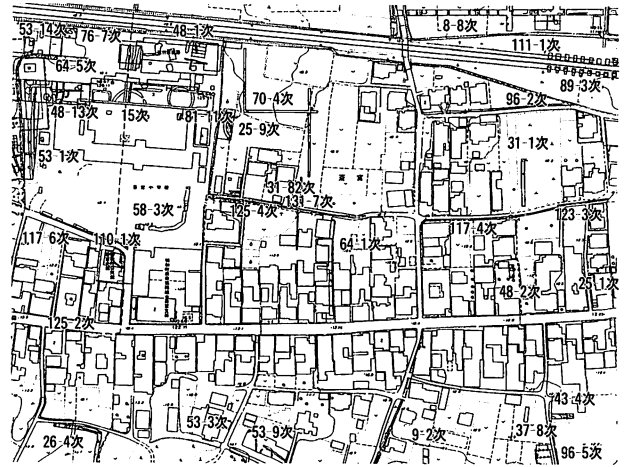 53-14次
76-7次
48-1次
8-8次
111-1次
64-5次
89-3次
48-13次
15次
81-11次
70-4次
96-2次
25-9次
31-1次
53-1次
31-82次
131-7次
58-3次
125-4次
123-3次
117-6次
110-1次
64-1次
117-4次
斎宮
48-2次
25-1次
25-2次
43-4次
53-3次
53-9次
9-2次
37-8次
26-4次
96-5次